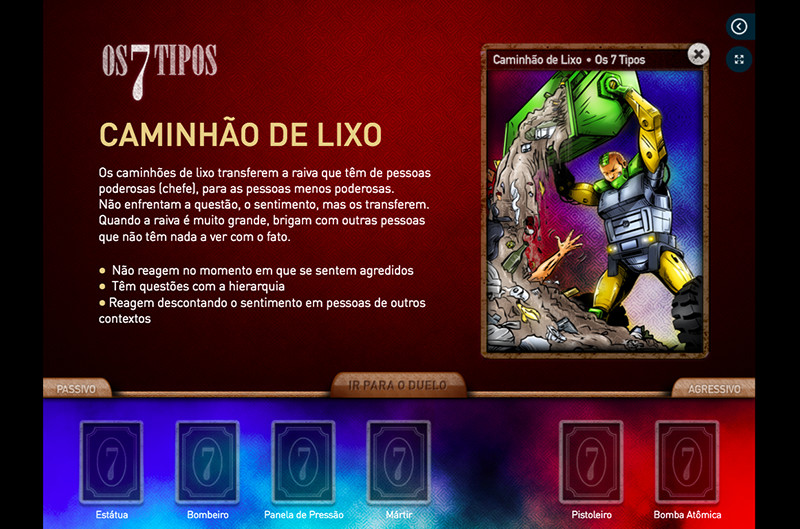 OS 7 TIPOS
CAMINHÃO DE LIXO
Os caminhões de lixo transferem a raiva que têm de pessoas
poderosas (chefe), para as pessoas menos poderosas.
Não enfrentam a questão, o sentimento, mas os transferem.
Quando a raiva é muito grande, brigam com outras pessoas
que não têm nada a ver com o fato.
● Não reagem no momento em que se sentem agredidos
● Têm questões com a hierarquia
● Reagem descontando o sentimento em pessoas de outros
contextos
Caminhão de Lixo • Os 7 Tipos
PASSIVO
IR PARA O DUELO
AGRESSIVO
7 7 7 7 7 7
Estátua Bombeiro Panela de Pressão Mártir Pistoleiro Bomba Atômica